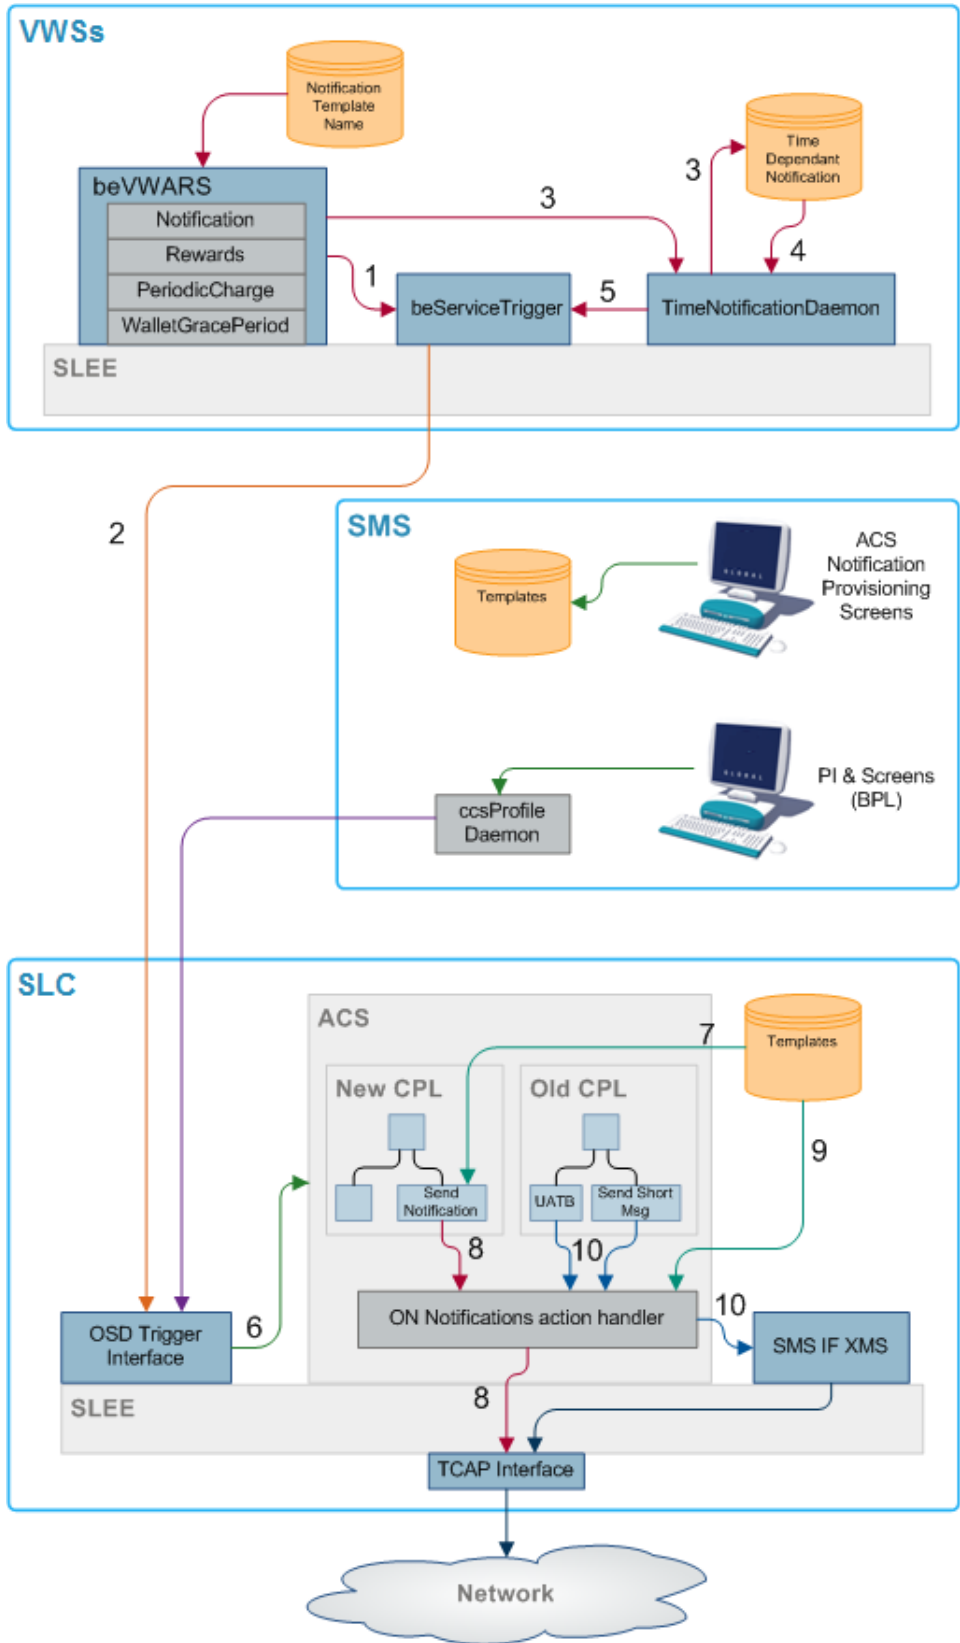 VWSs
Notification
Template
Name
Time
Dependant
Notification
beVWARS
Notification
Rewards
PeriodicCharge
WalletGracePeriod
3
3
4
1
5
beServiceTrigger
TimeNotificationDaemon
SLEE
2
SMS
Templates
GLOBAL
ACS
Notification
Provisioning
Screens
GLOBAL
PI & Screens
(BPL)
ccsProfile
Daemon
SLC
ACS
7
Templates
New CPL
Old CPL
9
Send
Notification
UATB
Send Short
Msg
8
10
ON Notifications action handler
10
OSD Trigger
Interface
6
SMS IF XMS
8
SLEE
TCAP Interface
Network